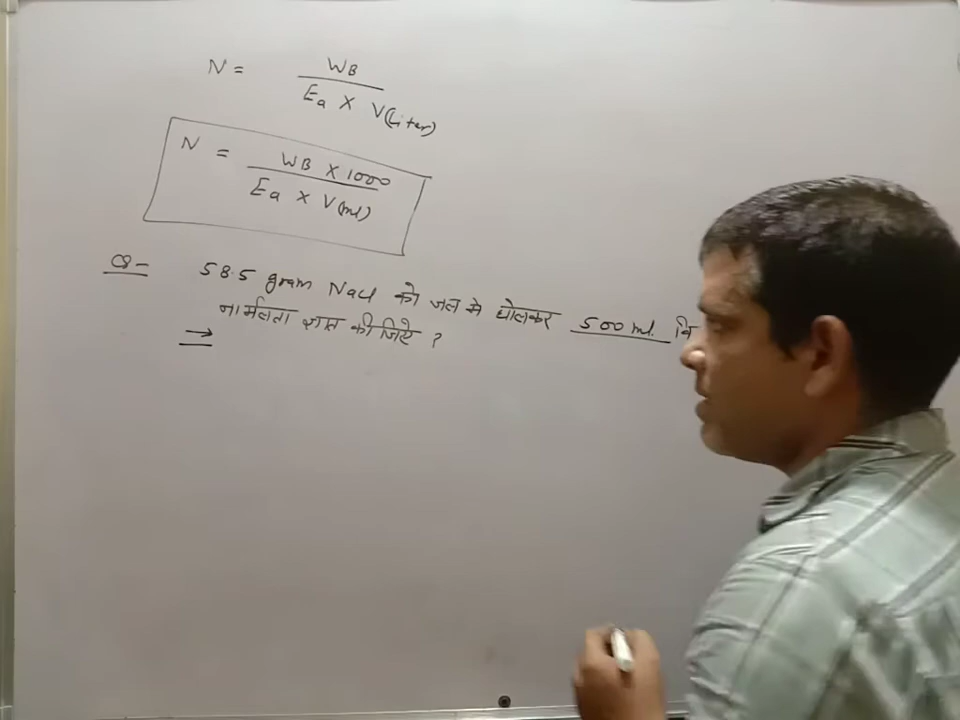 N = WB / Ea × V(Liter)
N = WB × 1000 / Ea × V(ml)
Q- 58.5 gram NaCl को जल मे घोलकर 500 ml. वि
नार्मलता ज्ञात कीजिए ?
⇒